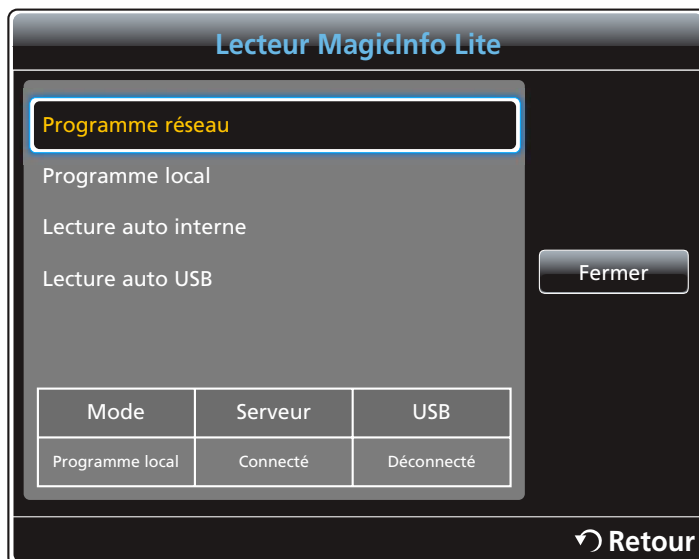 Lecteur MagicInfo Lite
Programme réseau
Programme local
Lecture auto interne
Lecture auto USB
Fermer
Mode Serveur USB
Programme local Connecté Déconnecté
Retour